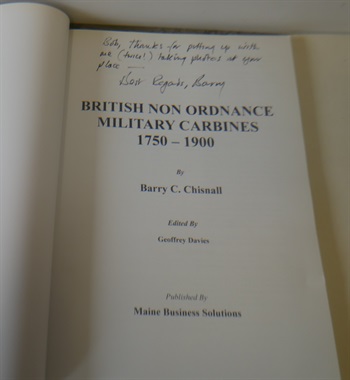 Bob, Thanks for putting up with
me (twice!) taking photos at your
place —
Best Regards, Barry
BRITISH NON ORDNANCE
MILITARY CARBINES
1750 – 1900
By
Barry C. Chisnall
Edited By
Geoffrey Davies
Published By
Maine Business Solutions